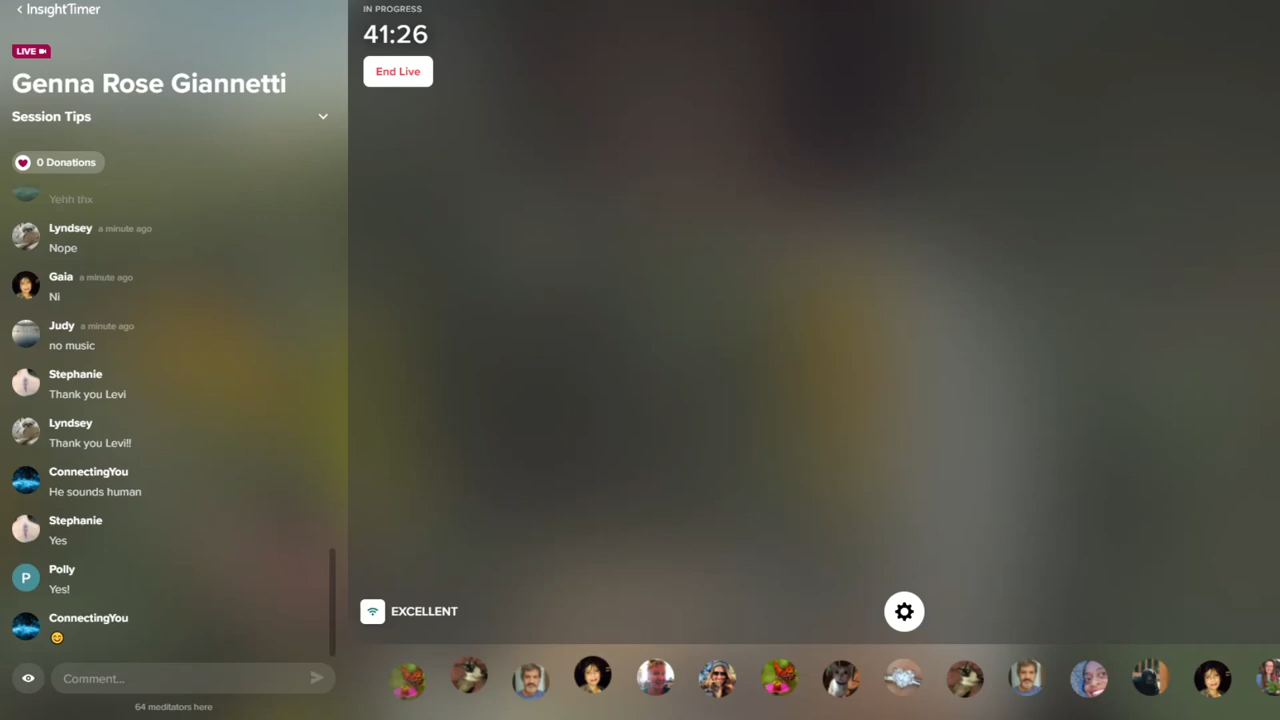 InsightTimer
LIVE
Genna Rose Giannetti
Session Tips
0 Donations
Yehh thx
Lyndsey a minute ago
Nope
Gaia a minute ago
Ni
Judy a minute ago
no music
Stephanie
Thank you Levi
Lyndsey
Thank you Levi!!
ConnectingYou
He sounds human
Stephanie
Yes
P
Polly
Yes!
ConnectingYou
Comment...
64 meditators here
IN PROGRESS
41:26
End Live
EXCELLENT